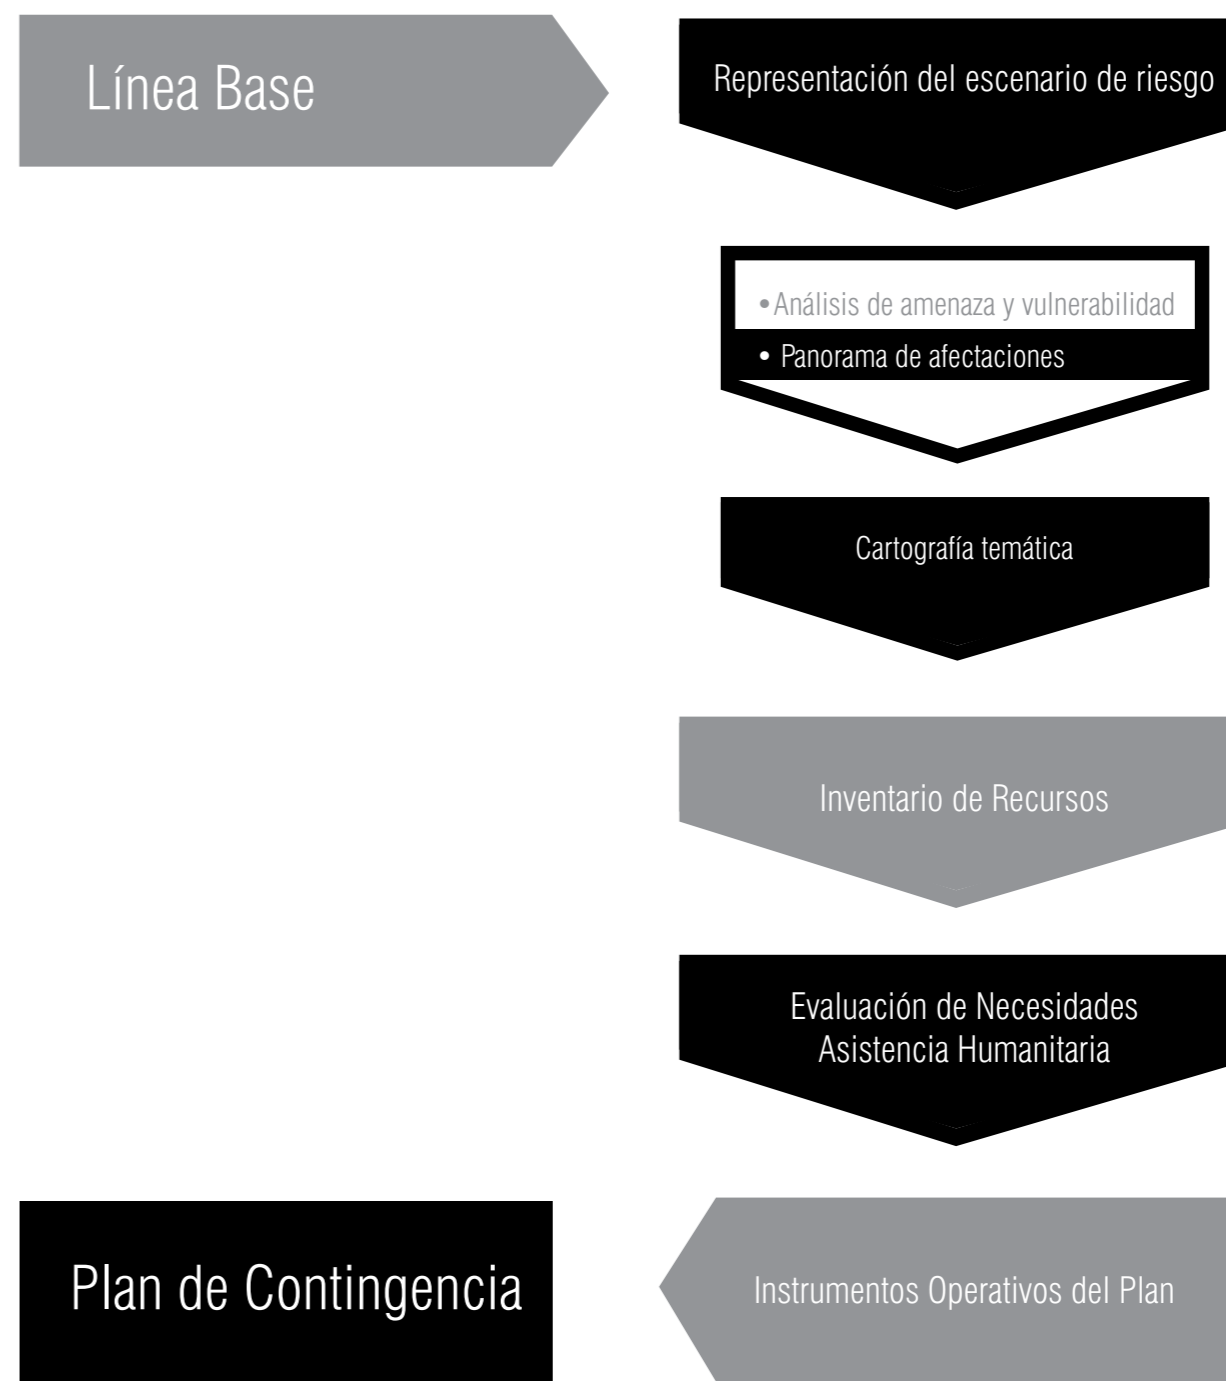 Línea Base
Representación del escenario de riesgo
•Análisis de amenaza y vulnerabilidad
• Panorama de afectaciones
Cartografía temática
Inventario de Recursos
Evaluación de Necesidades
Asistencia Humanitaria
Plan de Contingencia
Instrumentos Operativos del Plan